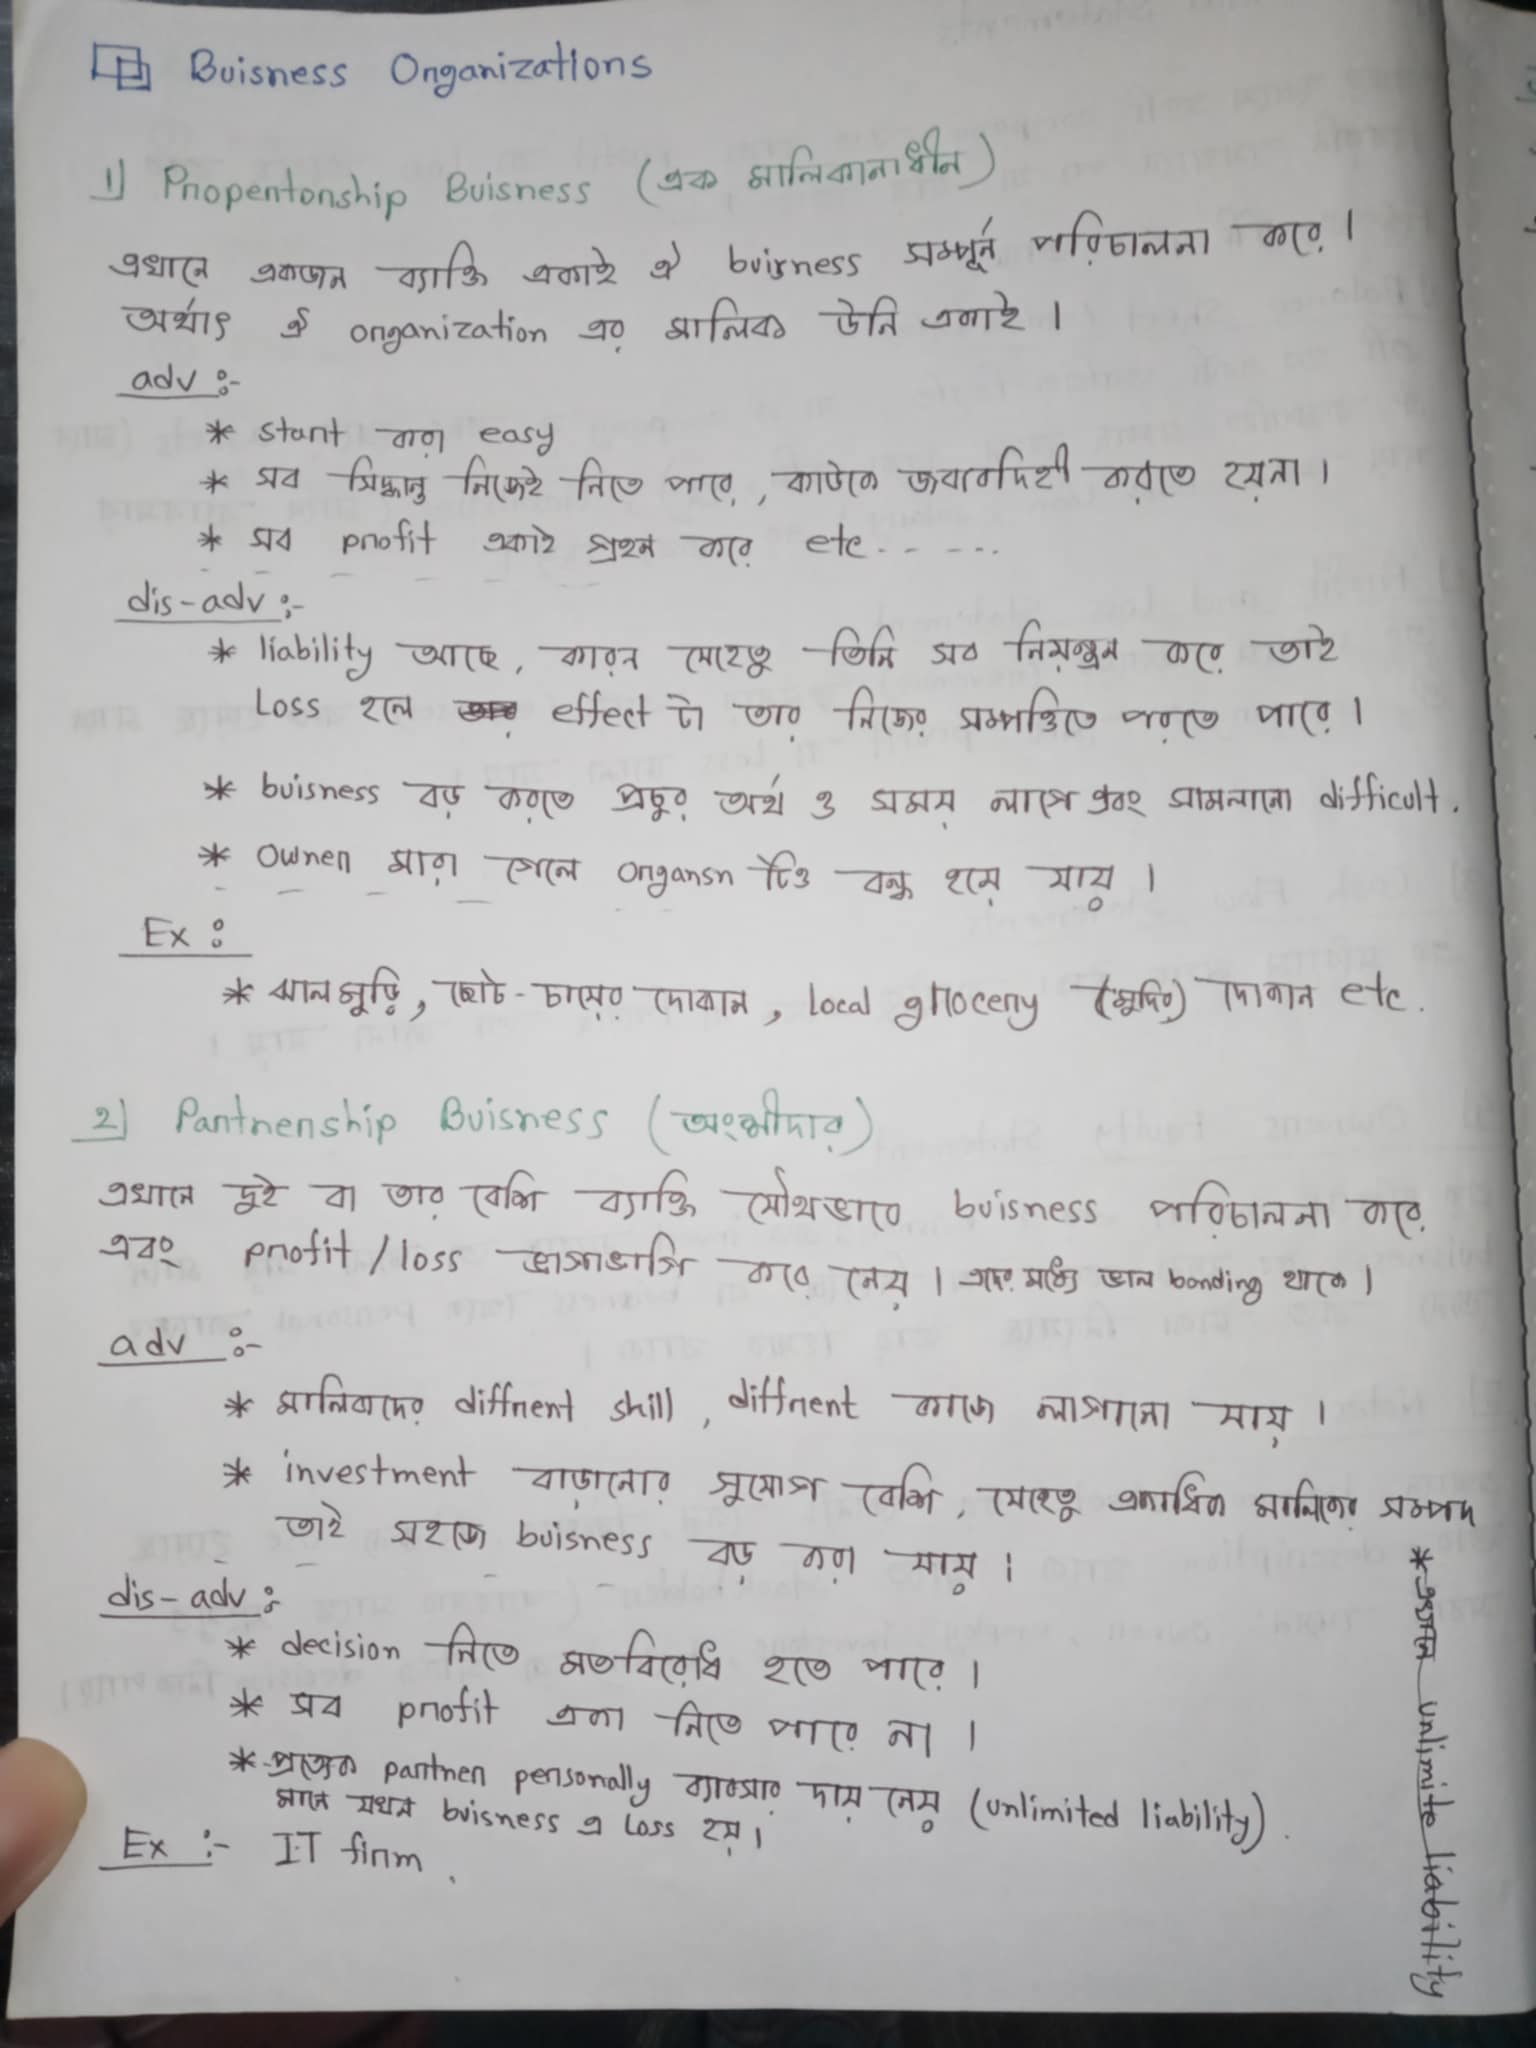 Buisness Organizations
1) Propertorship Buisness (এক মালিকানাধীন)
এখানে একজন ব্যাক্তি একাই ঐ buisness সম্পূর্ন পরিচালনা করে।
অর্থাৎ ঐ organization এর মালিক উনি একাই।
adv :-
* start করা easy
* সব সিদ্ধান্ত নিজেই নিতে পারে, কাউকে জবাবদিহী করতে হয়না।
* সব profit একাই গ্রহন করে etc......
dis-adv :-
* liability আছে, কারন যেহেতু তিনি সব নিয়ন্ত্রন করে তাই
Loss হলে effect টা তার নিজের সম্পত্তিতে পরতে পারে।
* buisness বড় করতে প্রচুর অর্থ ও সময় লাগে এবং সামলানো difficult.
* Owner মারা গেলে organsn টিও বন্ধ হয়ে যায়।
Ex :
* ঝালমুড়ি, ছোট-চায়ের দোকান, local grocery (মুদির) দোকান etc.
2) Partnership Buisness (অংশীদার)
এখানে দুই বা তার বেশি ব্যাক্তি যৌথভাবে buisness পরিচালনা করে
এবং profit/loss ভাগাভাগি করে নেয়। এদের মধ্যে ভাল bonding থাকে।
adv :-
* মালিকদের diffrent skill, diffrent কাজে লাগানো যায়।
* investment বাড়ানোর সুযোগ বেশি, যেহেতু একাধিক মালিকের সম্পদ
তাই সহজে buisness বড় করা যায়।
dis-adv :
* decision নিতে মতবিরোধি হতে পারে।
* সব profit একা নিতে পারে না।
* প্রত্যেক partner personally ব্যাবসার দায় নেয় (unlimited liability).
মানে যখন buisness এ Loss হয়।
Ex :- IT firm.
* এখানে unlimite liability